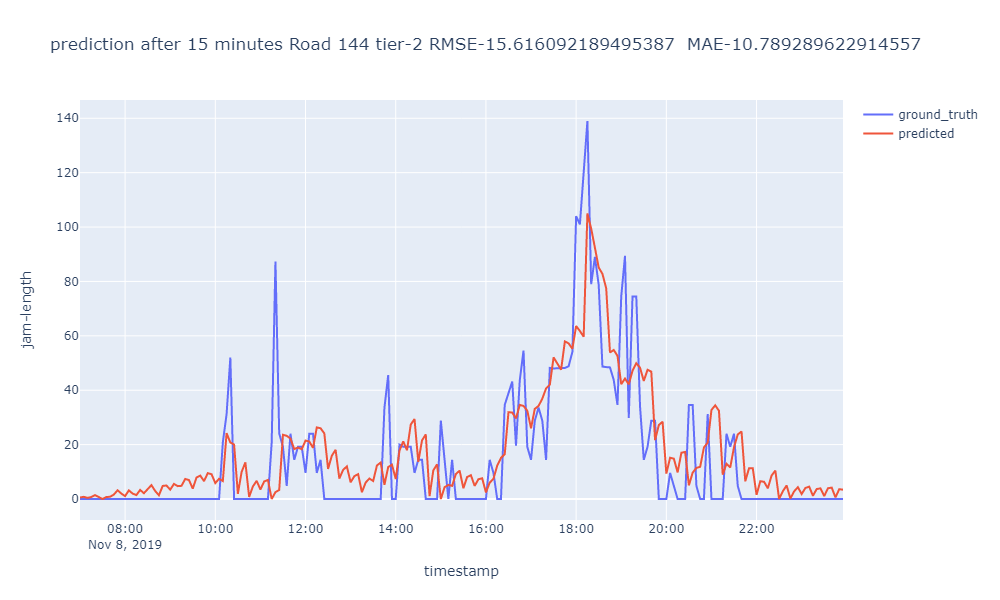 prediction after 15 minutes Road 144 tier-2 RMSE-15.616092189495387  MAE-10.789289622914557
ground_truth
predicted
140
120
100
80
60
40
20
0
jam-length
08:00 10:00 12:00 14:00 16:00 18:00 20:00 22:00
Nov 8, 2019
timestamp